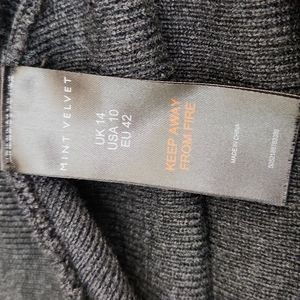 MINT VELVET
UK 14
USA 10
EU 42
KEEP AWAY
FROM FIRE
MADE IN CHINA